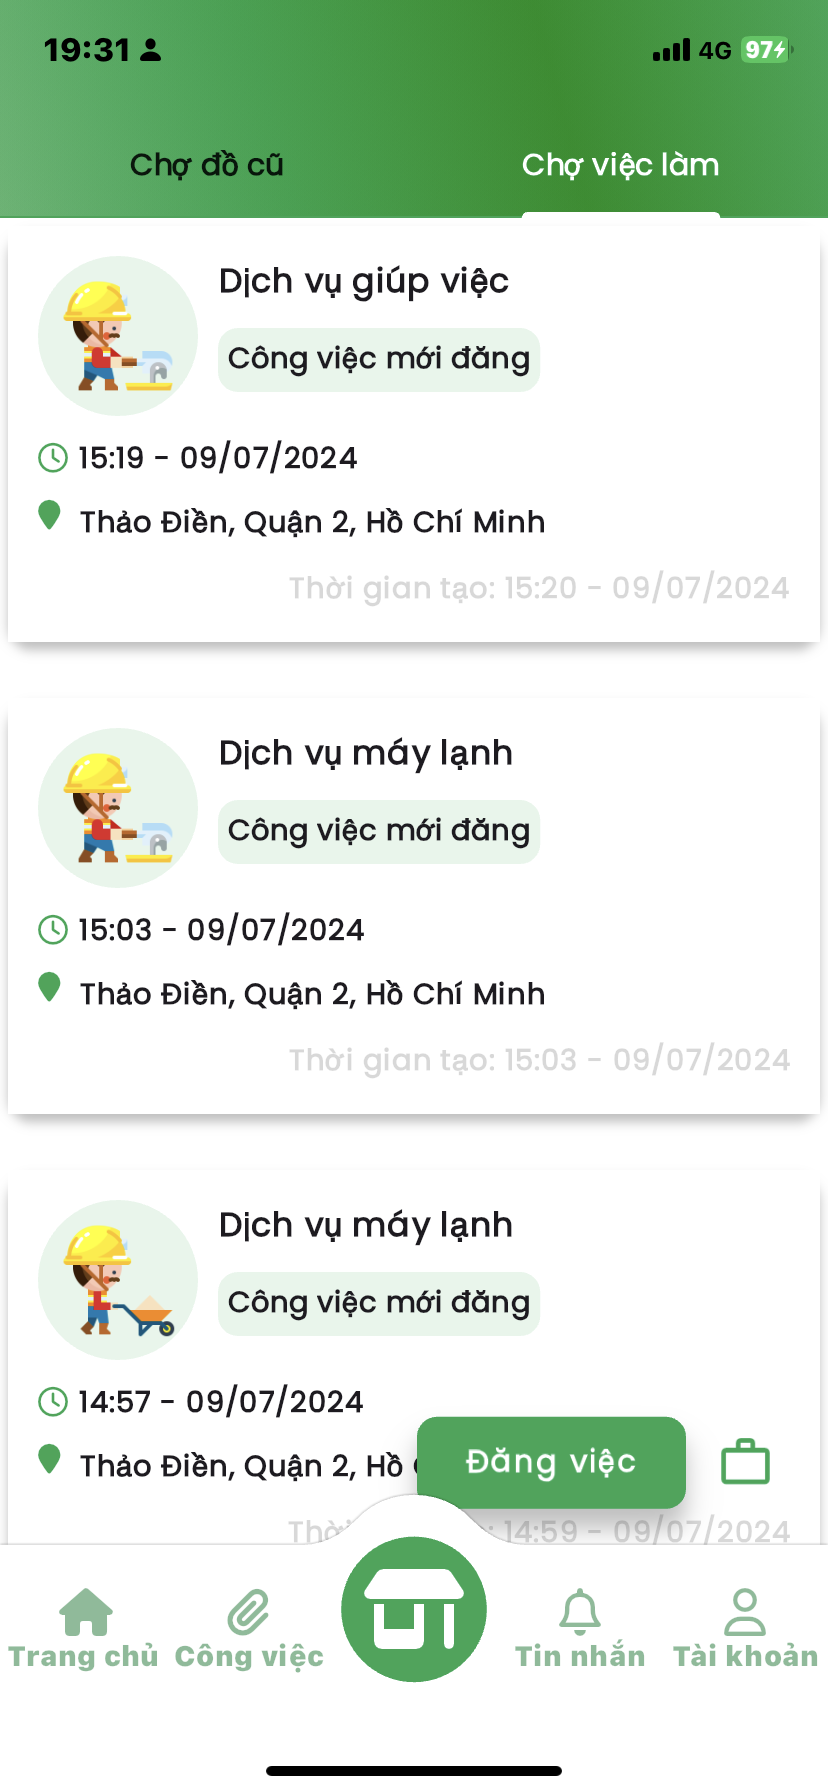 19:31
4G 97
Chợ đồ cũ
Chợ việc làm
Dịch vụ giúp việc
Công việc mới đăng
15:19 - 09/07/2024
Thảo Điền, Quận 2, Hồ Chí Minh
Thời gian tạo: 15:20 - 09/07/2024
Dịch vụ máy lạnh
Công việc mới đăng
15:03 - 09/07/2024
Thảo Điền, Quận 2, Hồ Chí Minh
Thời gian tạo: 15:03 - 09/07/2024
Dịch vụ máy lạnh
Công việc mới đăng
14:57 - 09/07/2024
Thảo Điền, Quận 2, Hồ
Đăng việc
14:59 - 09/07/2024
Trang chủ
Công việc
Tin nhắn
Tài khoản